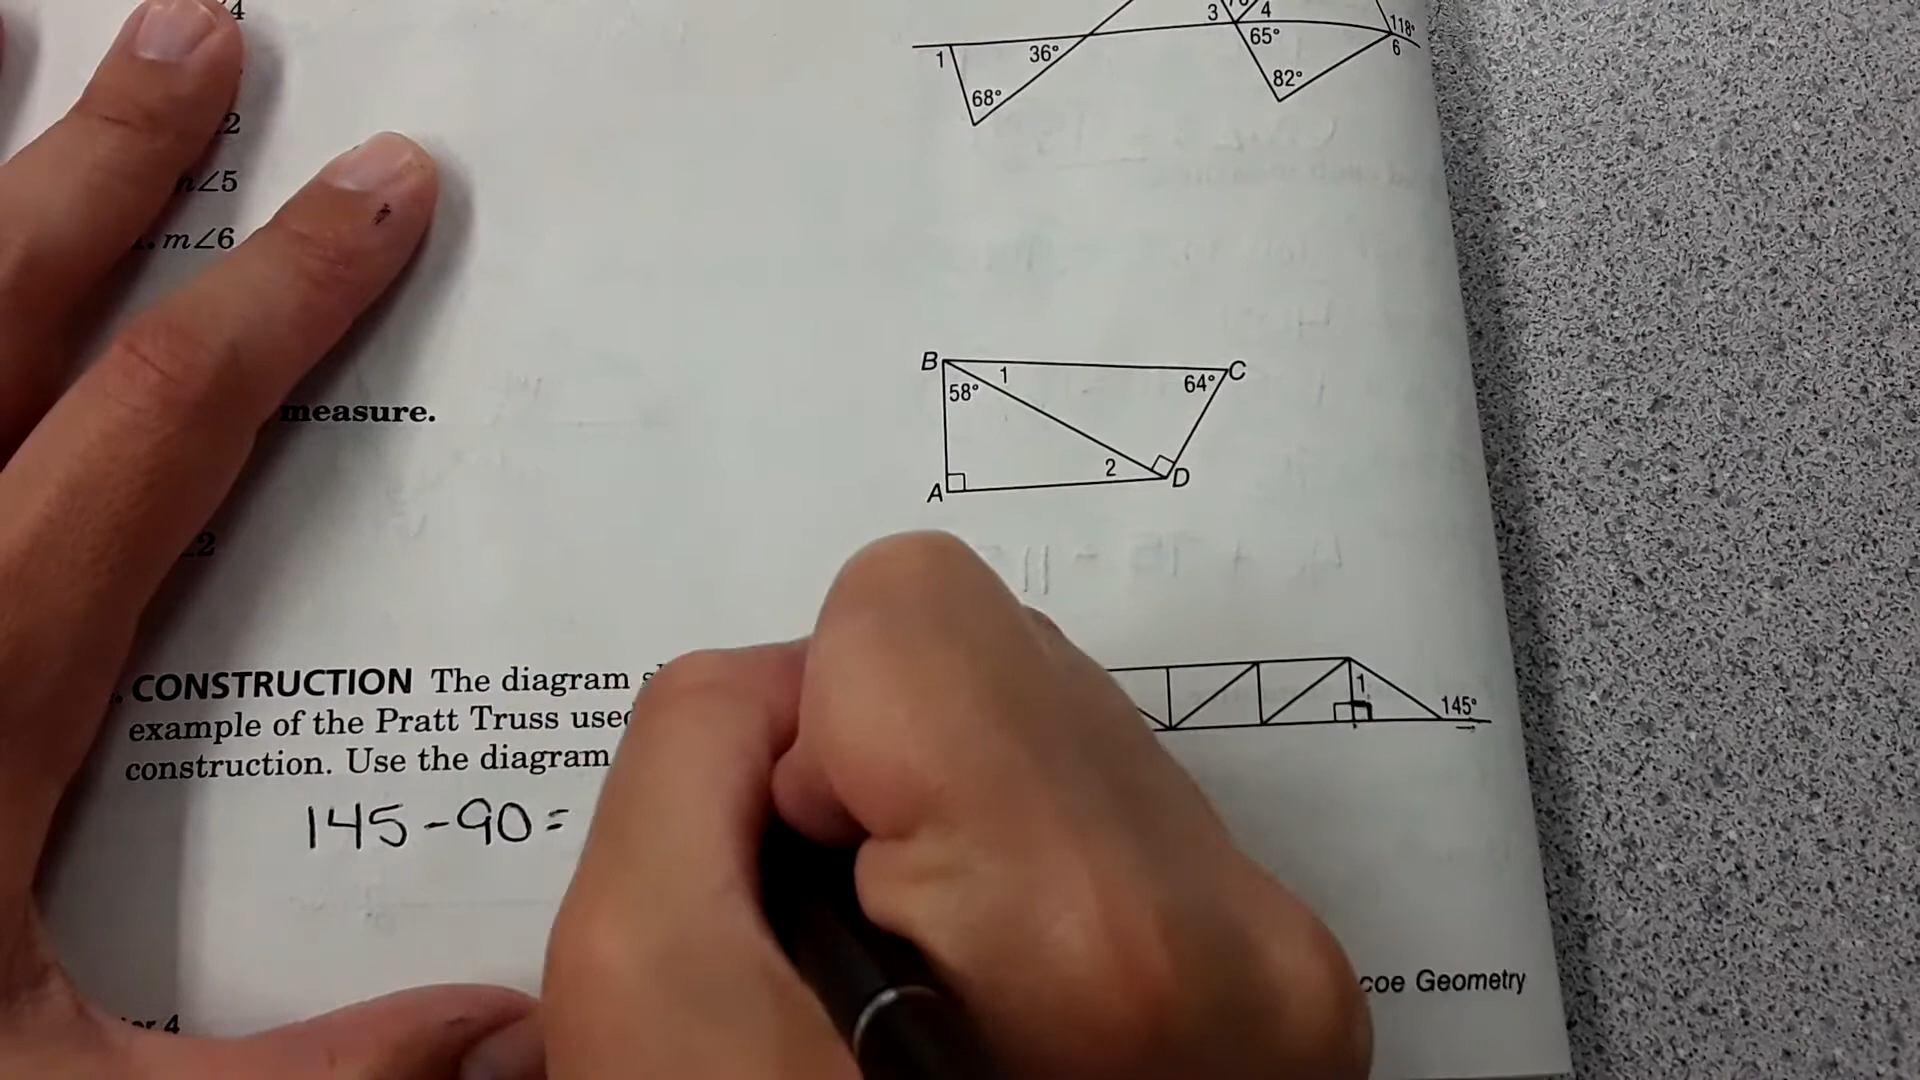 4
3 70 4
118°
1 36° 65° 6
68° 82°
2
m∠5
m∠6
B 1 64° C
58°
measure.
2
A D
∠2
CONSTRUCTION The diagram
example of the Pratt Truss used
construction. Use the diagram
1 145°
145-90=
coe Geometry
4